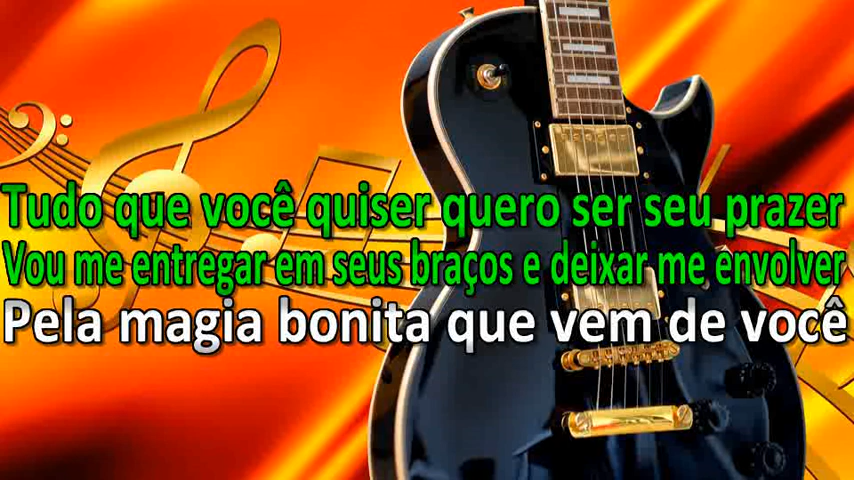 Tudo que você quiser quero ser seu prazer
Vou me entregar em seus braços e deixar me envolver
Pela magia bonita que vem de você